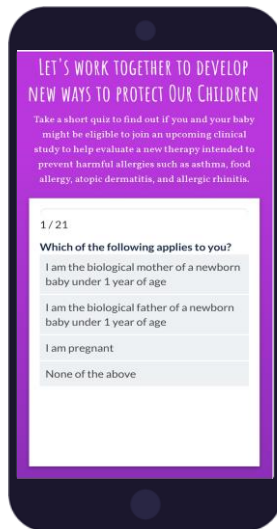 Let's work together to develop
new ways to protect Our Children
Take a short quiz to find out if you and your baby
might be eligible to join an upcoming clinical
study to help evaluate a new therapy intended to
prevent harmful allergies such as asthma, food
allergy, atopic dermatitis, and allergic rhinitis.
1 / 21
Which of the following applies to you?
I am the biological mother of a newborn
baby under 1 year of age
I am the biological father of a newborn
baby under 1 year of age
I am pregnant
None of the above